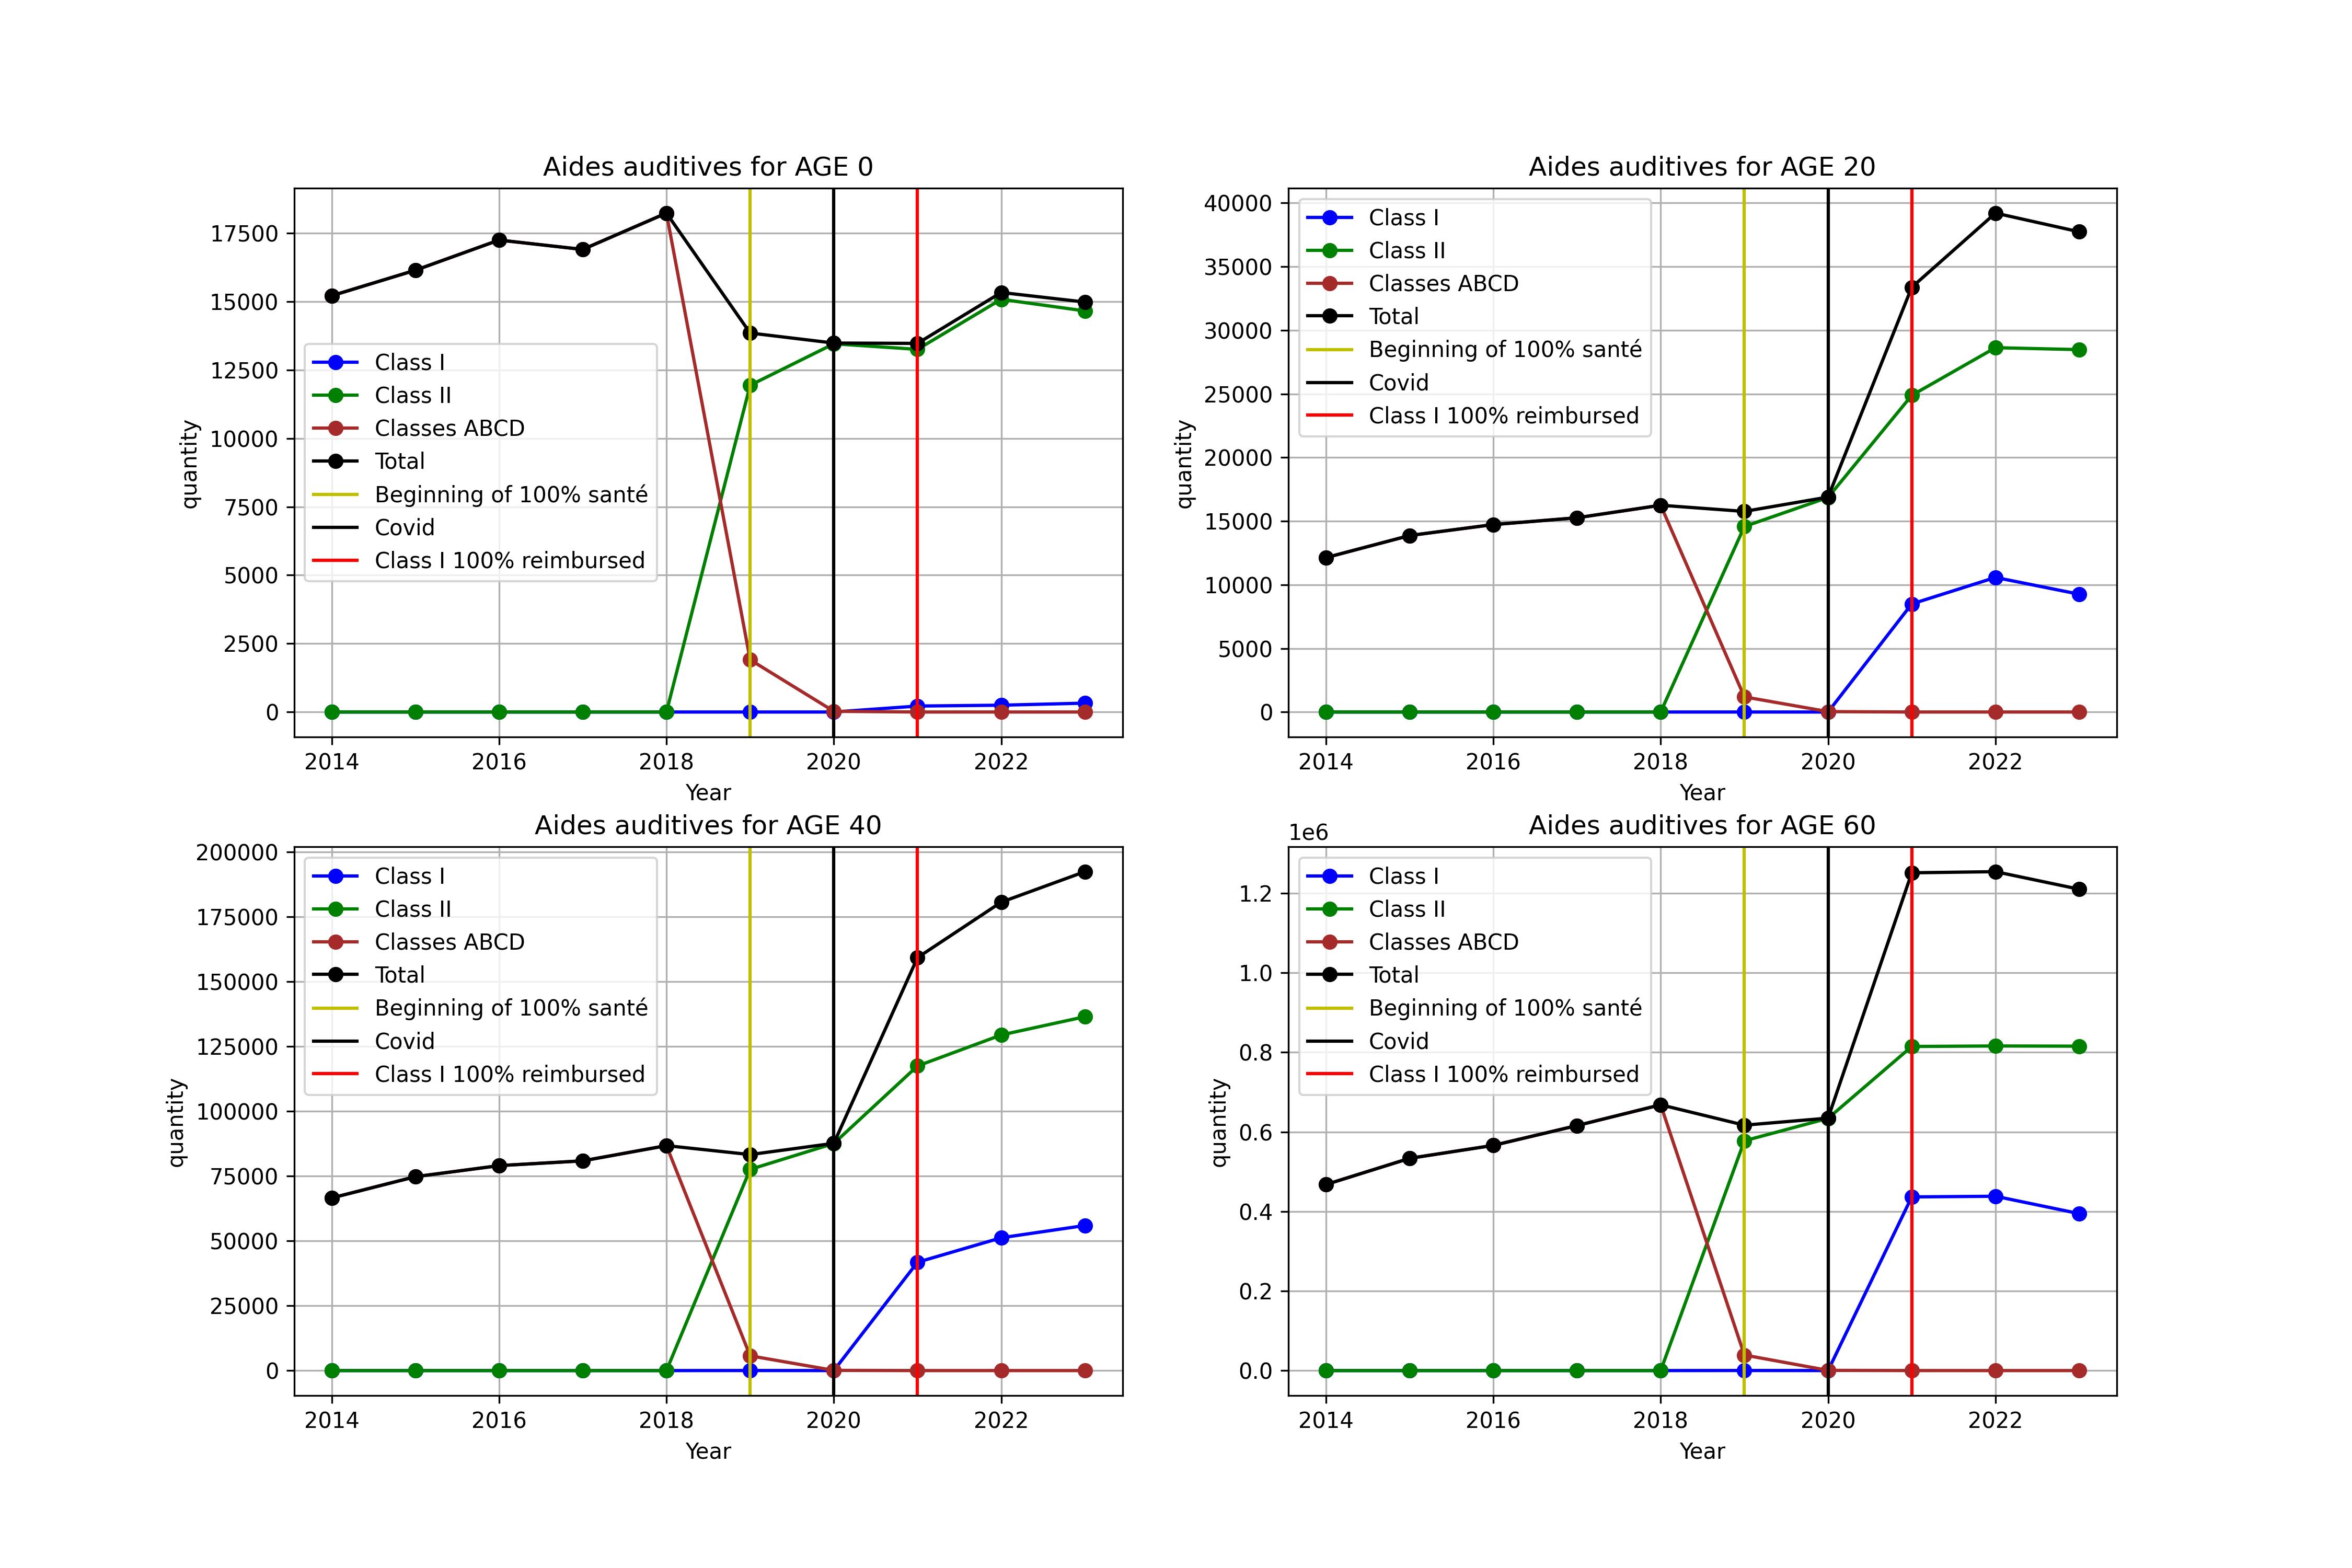 Aides auditives for AGE 0
quantity
17500
15000
12500
10000
7500
5000
2500
0
Class I
Class II
Classes ABCD
Total
Beginning of 100% santé
Covid
Class I 100% reimbursed
2014 2016 2018 2020 2022
Year
Aides auditives for AGE 20
quantity
40000
35000
30000
25000
20000
15000
10000
5000
0
Class I
Class II
Classes ABCD
Total
Beginning of 100% santé
Covid
Class I 100% reimbursed
2014 2016 2018 2020 2022
Year
Aides auditives for AGE 40
quantity
200000
175000
150000
125000
100000
75000
50000
25000
0
Class I
Class II
Classes ABCD
Total
Beginning of 100% santé
Covid
Class I 100% reimbursed
2014 2016 2018 2020 2022
Year
Aides auditives for AGE 60
1e6
quantity
1.2
1.0
0.8
0.6
0.4
0.2
0.0
Class I
Class II
Classes ABCD
Total
Beginning of 100% santé
Covid
Class I 100% reimbursed
2014 2016 2018 2020 2022
Year